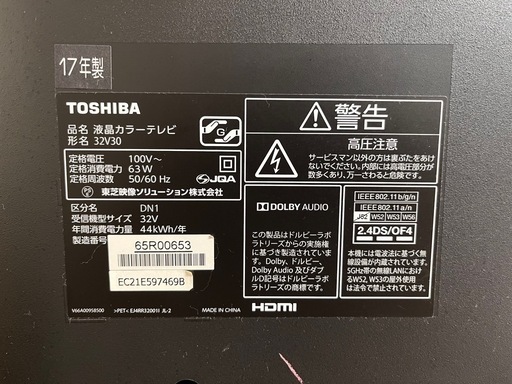 17年製
TOSHIBA
品名 液晶カラーテレビ
形名 32V30
定格電圧: 100V~
定格消費電力: 63W
定格周波数: 50/60Hz
JQA
東芝映像ソリューション株式会社
区分名 DN1
受信機型サイズ: 32V
年間消費電力量: 44kWh/年
製造番号
65R00653
EC21E597469B
V66A00958500 >PET< EJ4RR32001I JL-2 MADE IN CHINA
警告
高圧注意
サービスマン以外の方は裏ぶたをあけないでください。内部には高電圧部分が数多くあり、万一さわると危険です。
DOLBY AUDIO
この製品はドルビーラボラトリーズからの実施権に基づき製造されています。Dolby、ドルビー、Dolby Audio 及びダブルD記号はドルビーラボラトリーズの商標です。
HDMI
IEEE802.11b/g/n
IEEE802.11a/n
J52 W52 W53 W56
2.4DS/OF4
本機には電波法に基づく無線設備が内蔵されています。5GHz帯の無線LANにおけるW52、W53の屋外使用は法令で禁止されています。